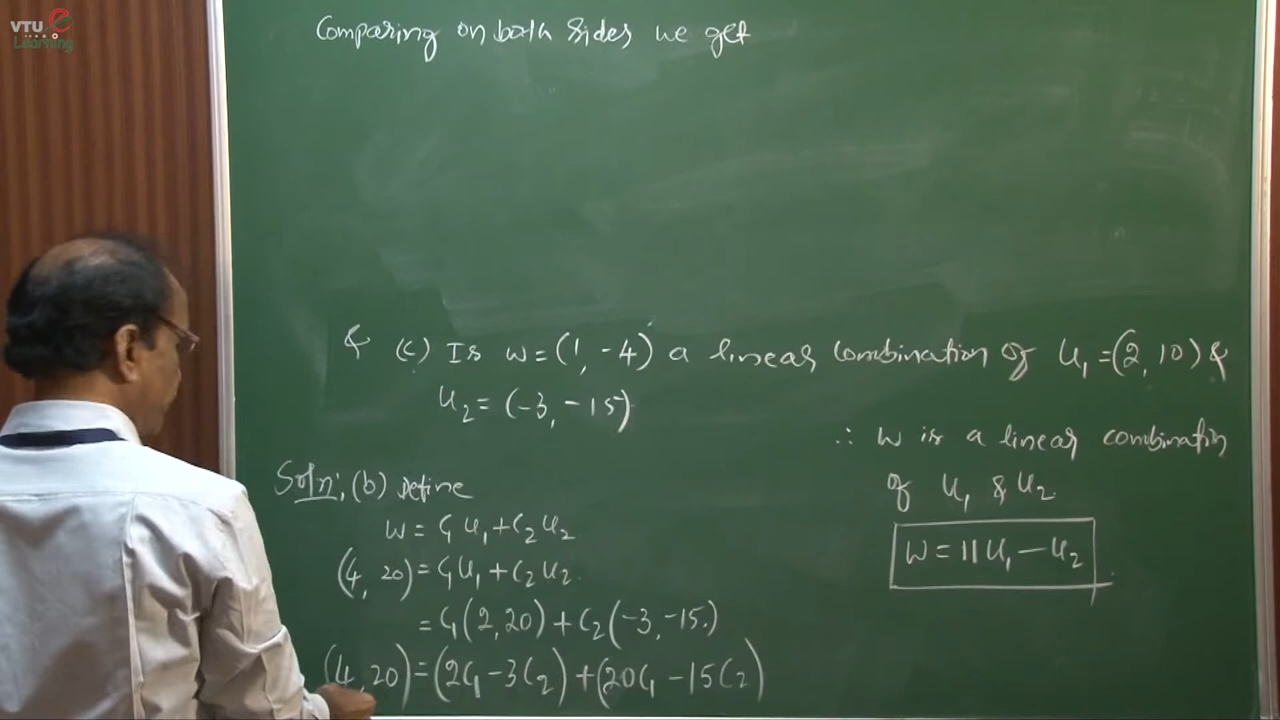 VTU e
Learning
Comparing on both sides we get
& (c) Is w = (1, -4) a linear combination of u₁ = (2, 10) &
u₂ = (-3, -15)
∴ w is a linear combination
of u₁ & u₂
w = 11u₁ - u₂
Soln:, (b) Define
w = c₁u₁ + c₂u₂
(4, 20) = c₁u₁ + c₂u₂.
= c₁(2, 20) + c₂(-3, -15)
(4, 20) = (2c₁ - 3c₂) + (20c₁ - 15c₂)